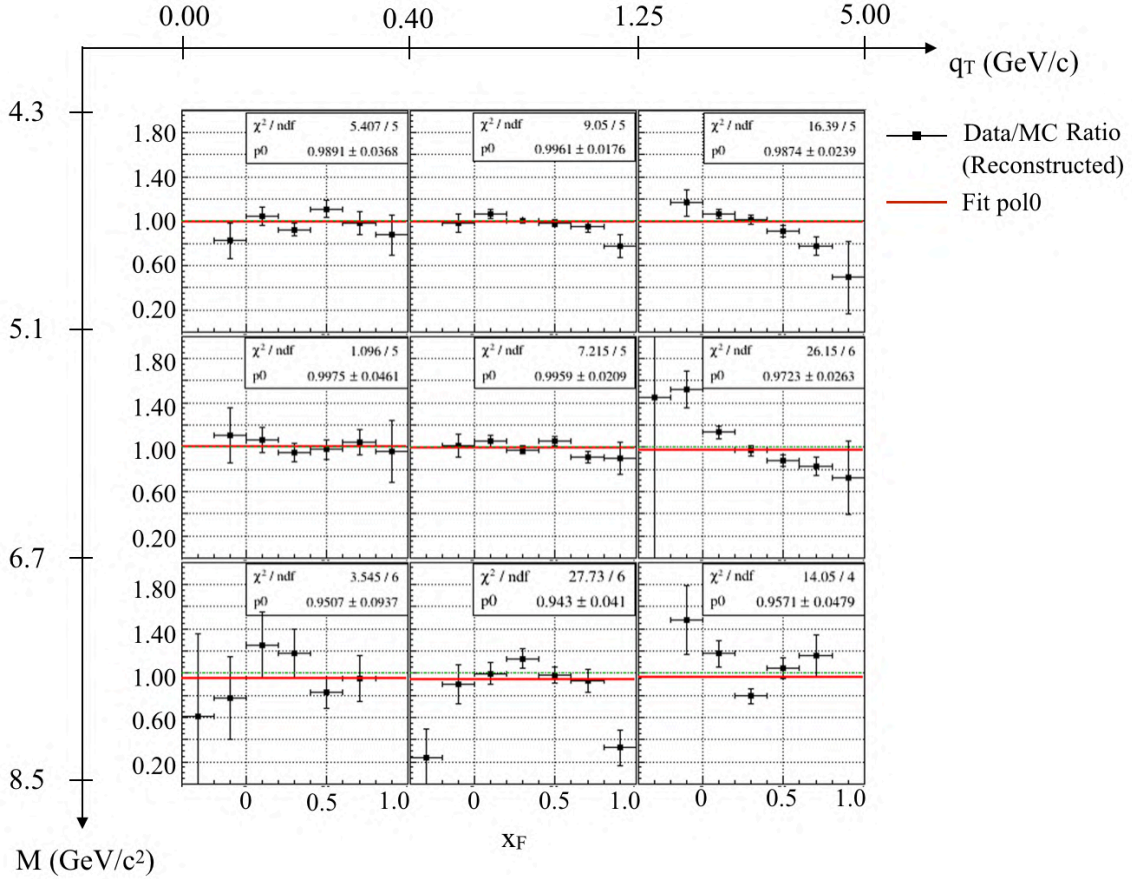 0.00 0.40 1.25 5.00
qT (GeV/c)
4.3
5.1
6.7
8.5
M (GeV/c²)
Data/MC Ratio
(Reconstructed)
Fit pol0
1.80
1.40
1.00
0.60
0.20
χ² / ndf 5.407 / 5
p0 0.9891 ± 0.0368
χ² / ndf 9.05 / 5
p0 0.9961 ± 0.0176
χ² / ndf 16.39 / 5
p0 0.9874 ± 0.0239
1.80
1.40
1.00
0.60
0.20
χ² / ndf 1.096 / 5
p0 0.9975 ± 0.0461
χ² / ndf 7.215 / 5
p0 0.9959 ± 0.0209
χ² / ndf 26.15 / 6
p0 0.9723 ± 0.0263
1.80
1.40
1.00
0.60
0.20
χ² / ndf 3.545 / 6
p0 0.9507 ± 0.0937
χ² / ndf 27.73 / 6
p0 0.943 ± 0.041
χ² / ndf 14.05 / 4
p0 0.9571 ± 0.0479
0 0.5 1.0 0 0.5 1.0 0 0.5 1.0
xF